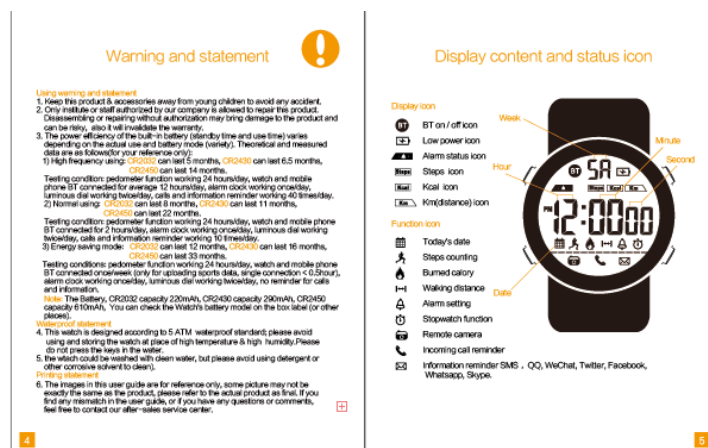 Warning and statement
Using warning and statement
1. Keep this product & accessories away from young children to avoid any accident.
2. Only institute or staff authorized by our company is allowed to repair this product.
Disassembling or repairing without authorization may bring damage to the product and
can be risky, also it will invalidate the warranty.
3. The power efficiency of the built-in battery (standby time and use time) varies
depending on the actual use and battery mode (variety). Theoretical and measured
data are as follows(for your reference only):
1) High frequency using: CR2032 can last 5 months, CR2430 can last 6.5 months,
CR2450 can last 14 months.
Testing condition: pedometer function working 24 hours/day, watch and mobile
phone BT connected for average 12 hours/day, alarm clock working once/day,
luminous dial working twice/day, calls and information reminder working 40 times/day.
2) Normal using: CR2032 can last 8 months, CR2430 can last 11 months,
CR2450 can last 22 months.
Testing condition: pedometer function working 24 hours/day, watch and mobile phone
BT connected for 2 hours/day, alarm clock working once/day, luminous dial working
twice/day, calls and information reminder working 10 times/day.
3) Energy saving mode: CR2032 can last 12 months, CR2430 can last 16 months,
CR2450 can last 33 months.
Testing conditions: pedometer function working 24 hours/day, watch and mobile phone
BT connected once/week (only for uploading sports data, single connection < 0.5hour),
alarm clock working once/day, luminous dial working twice/day, no reminder for calls
and information.
Note: The Battery, CR2032 capacity 220mAh, CR2430 capacity 290mAh, CR2450
capacity 610mAh, You can check the Watch's battery model on the box label (or other
places).
Waterproof statement
4. This watch is designed according to 5 ATM waterproof standard; please avoid
using and storing the watch at place of high temperature & high humidity.Please
do not press the keys in the water.
5. the wtach could be washed with clean water, but please avoid using detergent or
other corrosive solvent to clean).
Printing statement
6. The images in this user guide are for reference only, some picture may not be
exactly the same as the product, please refer to the actual product as final. If you
find any mismatch in the user guide, or if you have any questions or comments,
feel free to contact our after-sales service center.
4
Display content and status icon
Display icon
BT BT on / off icon
Low power icon
Alarm status icon
Steps Steps icon
Kcal Kcal icon
Km Km(distance) icon
Function icon
Today's date
Steps counting
Burned calory
Walking distance
Alarm setting
Stopwatch function
Remote camera
Incoming call reminder
Information reminder SMS , QQ, WeChat, Twitter, Facebook,
Whatsapp, Skype.
Week
Minute
Second
Hour
Date
BT SA
Steps Kcal Km
PM 12:0000
5